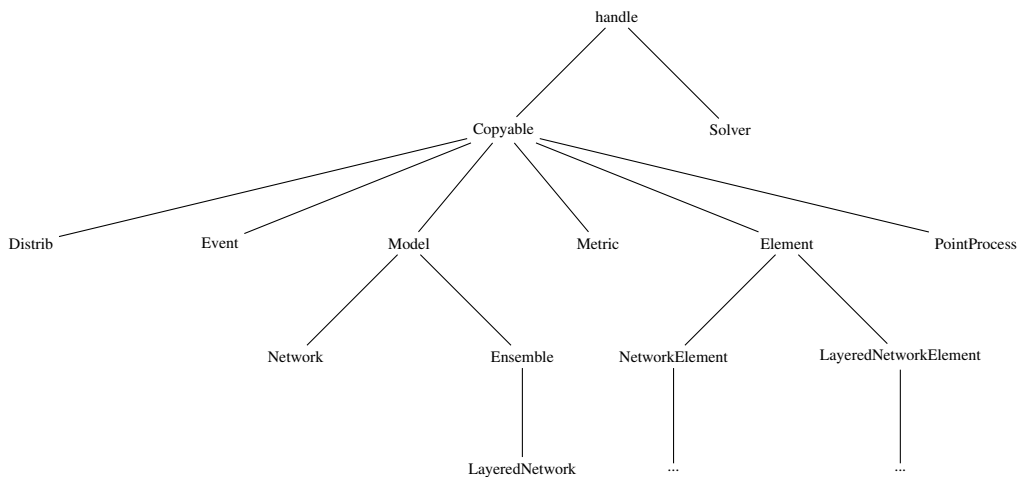 handle
Copyable
Solver
Distrib
Event
Model
Metric
Element
PointProcess
Network
Ensemble
NetworkElement
LayeredNetworkElement
LayeredNetwork
...
...